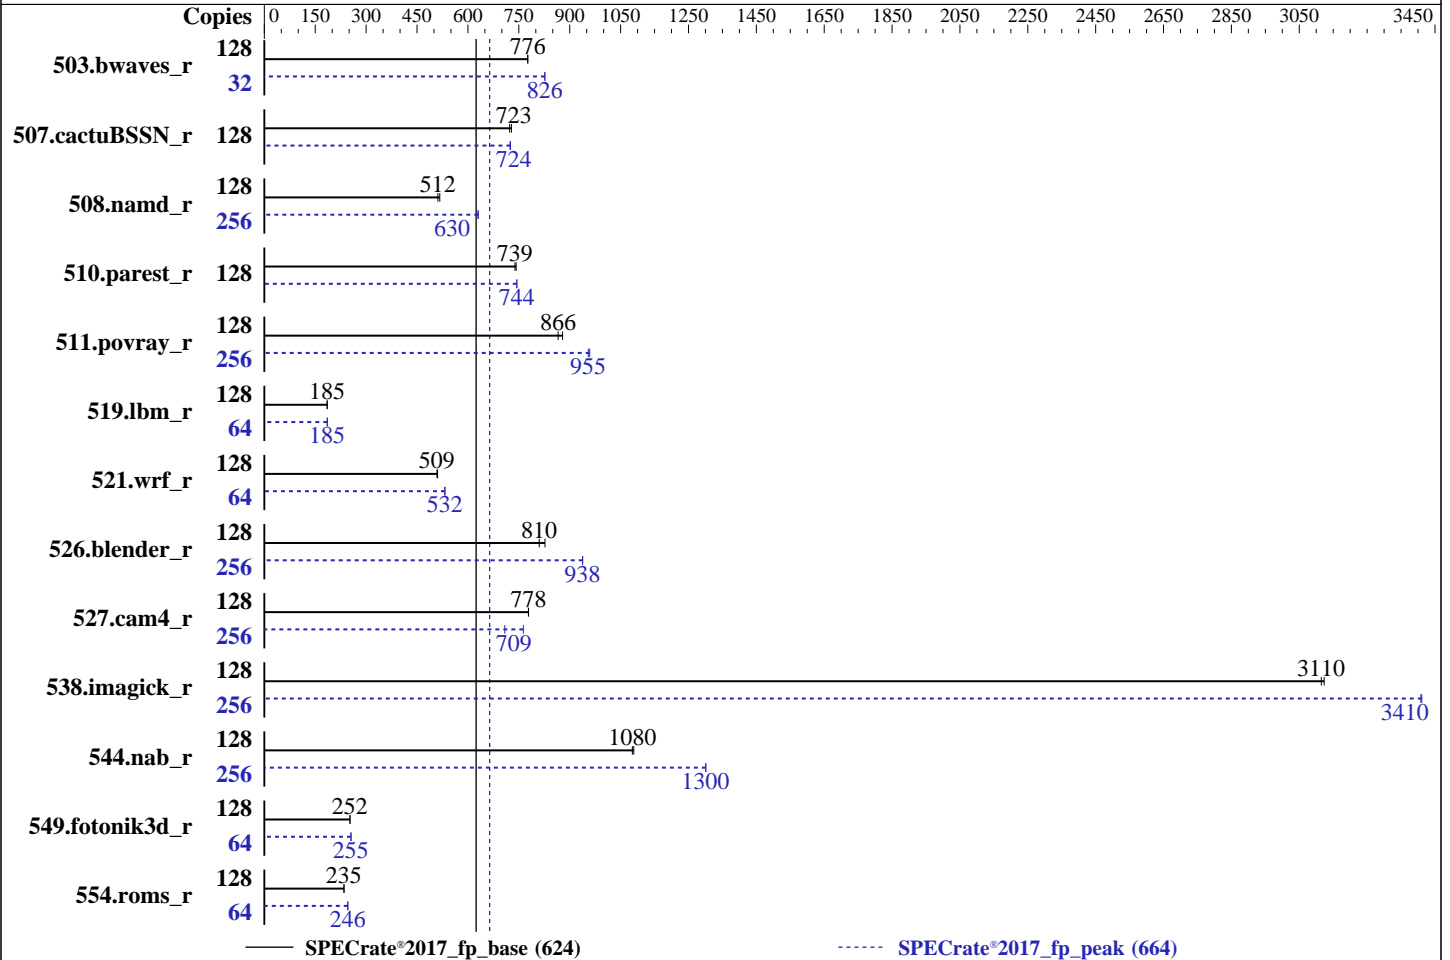 Copies 0 150 300 450 600 750 900 1050 1250 1450 1650 1850 2050 2250 2450 2650 2850 3050 3450
503.bwaves_r 128 776
32 826
507.cactuBSSN_r 128 723
724
508.namd_r 128 512
256 630
510.parest_r 128 739
744
511.povray_r 128 866
256 955
519.lbm_r 128 185
64 185
521.wrf_r 128 509
64 532
526.blender_r 128 810
256 938
527.cam4_r 128 778
256 709
538.imagick_r 128 3110
256 3410
544.nab_r 128 1080
256 1300
549.fotonik3d_r 128 252
64 255
554.roms_r 128 235
64 246
SPECrate®2017_fp_base (624) SPECrate®2017_fp_peak (664)